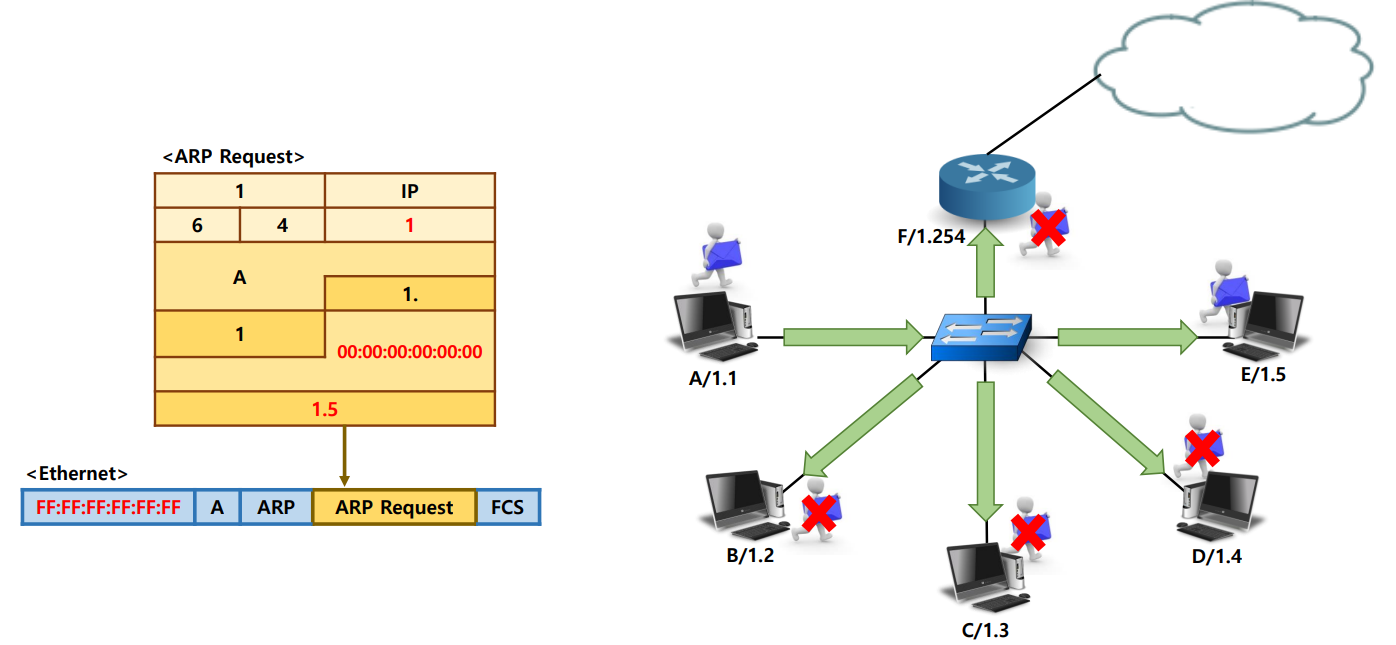 <ARP Request>
1 IP
6 4 1
A
1.
1
00:00:00:00:00:00
1.5
<Ethernet>
FF:FF:FF:FF:FF:FF A ARP ARP Request FCS
F/1.254
A/1.1
E/1.5
B/1.2
D/1.4
C/1.3